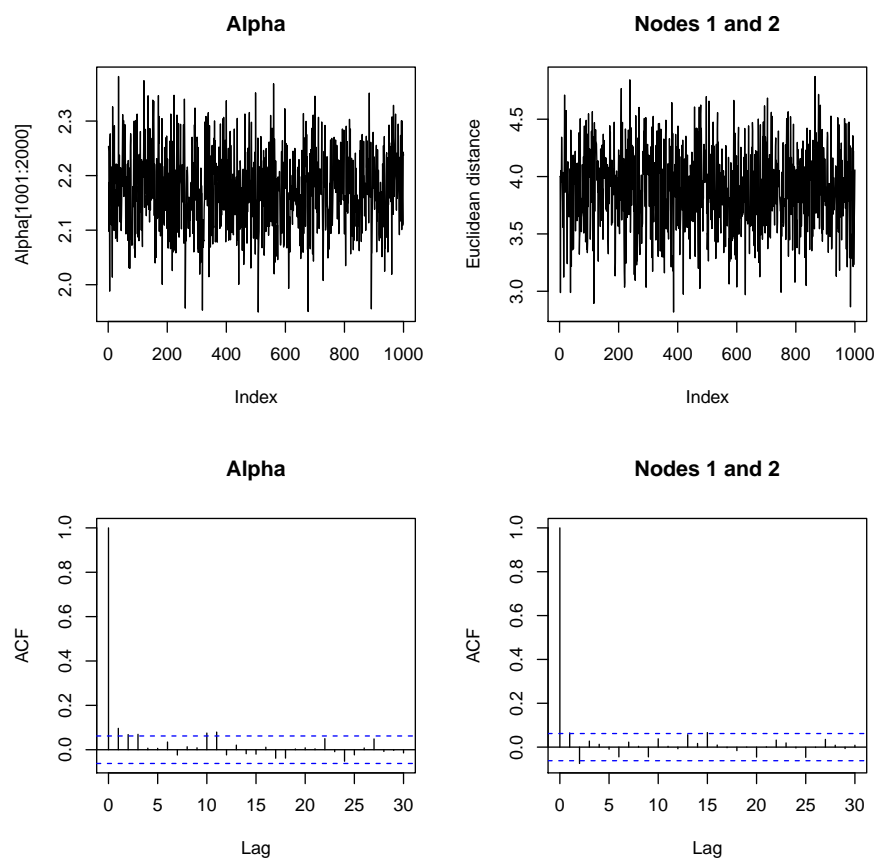 Alpha
Alpha[1001:2000]
2.0 2.1 2.2 2.3
0 200 400 600 800 1000
Index
Nodes 1 and 2
Euclidean distance
3.0 3.5 4.0 4.5
0 200 400 600 800 1000
Index
Alpha
ACF
0.0 0.2 0.4 0.6 0.8 1.0
0 5 10 15 20 25 30
Lag
Nodes 1 and 2
ACF
0.0 0.2 0.4 0.6 0.8 1.0
0 5 10 15 20 25 30
Lag